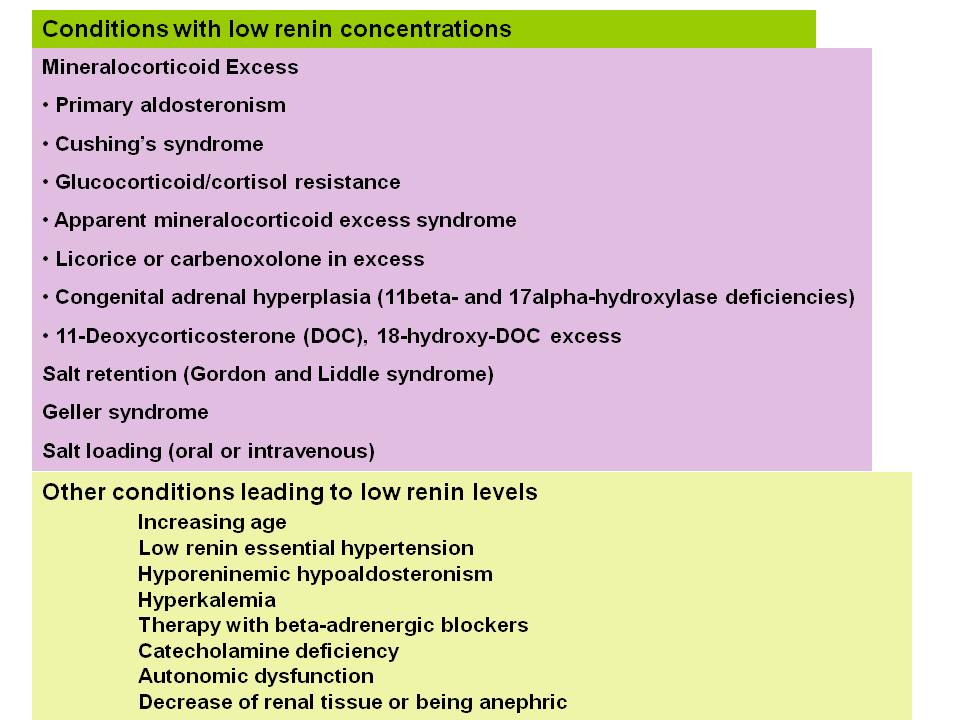 Conditions with low renin concentrations
Mineralocorticoid Excess
• Primary aldosteronism
• Cushing's syndrome
• Glucocorticoid/cortisol resistance
• Apparent mineralocorticoid excess syndrome
• Licorice or carbenoxolone in excess
• Congenital adrenal hyperplasia (11beta- and 17alpha-hydroxylase deficiencies)
• 11-Deoxycorticosterone (DOC), 18-hydroxy-DOC excess
Salt retention (Gordon and Liddle syndrome)
Geller syndrome
Salt loading (oral or intravenous)
Other conditions leading to low renin levels
Increasing age
Low renin essential hypertension
Hyporeninemic hypoaldosteronism
Hyperkalemia
Therapy with beta-adrenergic blockers
Catecholamine deficiency
Autonomic dysfunction
Decrease of renal tissue or being anephric